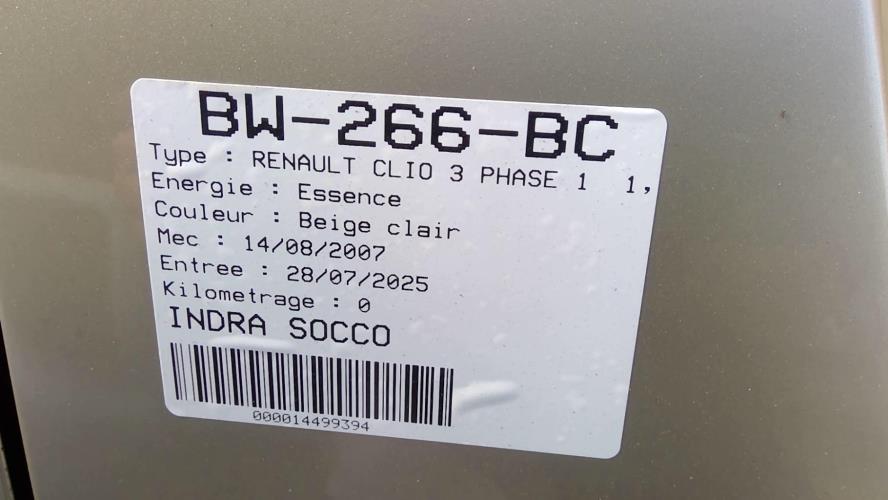 BW-266-BC
Type : RENAULT CLIO 3 PHASE 1 1,
Energie : Essence
Couleur : Beige clair
Mec : 14/08/2007
Entree : 28/07/2025
Kilometrage : 0
INDRA SOCCO
000014499394